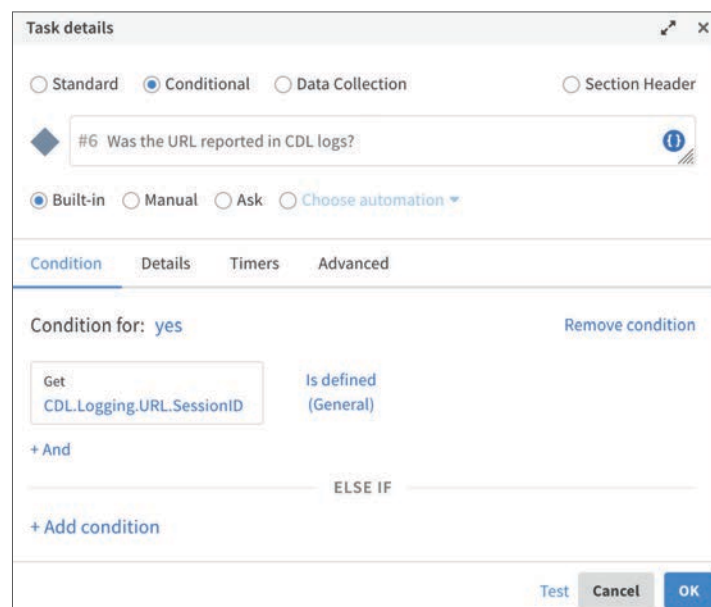 Task details
Standard Conditional Data Collection Section Header
#6 Was the URL reported in CDL logs?
Built-in Manual Ask Choose automation
Condition Details Timers Advanced
Condition for: yes Remove condition
Get
CDL.Logging.URL.SessionID
Is defined
(General)
+ And
ELSE IF
+ Add condition
Test Cancel OK